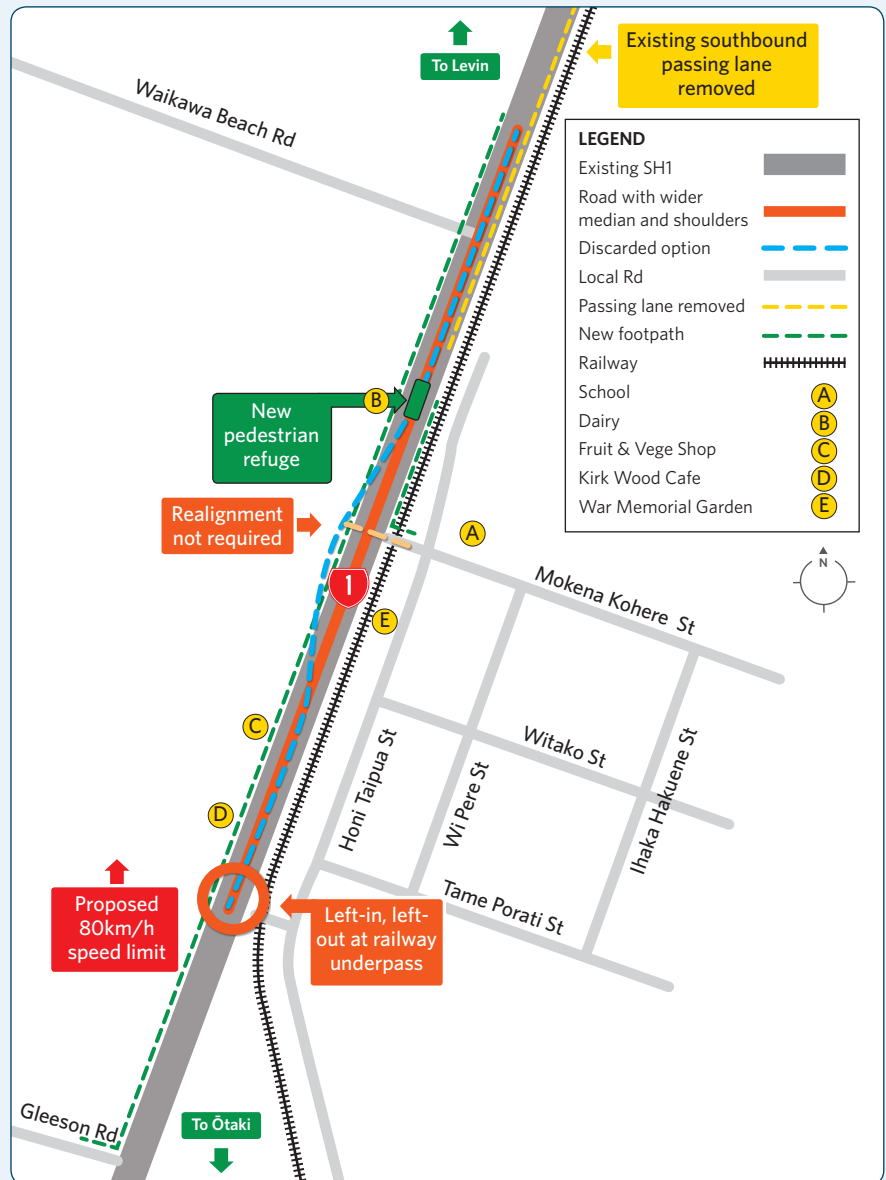 To Levin
Existing southbound
passing lane
removed
Waikawa Beach Rd
LEGEND
Existing SH1
Road with wider
median and shoulders
Discarded option
Local Rd
Passing lane removed
New footpath
Railway
School
A
Dairy
B
Fruit & Vege Shop
C
Kirk Wood Cafe
D
War Memorial Garden
E
N
New
pedestrian
refuge
B
Realignment
not required
A
1
E
Mokena Kohere St
C
Honi Taipua St
Wi Pere St
Witako St
Ihaka Hakuene St
D
Tame Porati St
Proposed
80km/h
speed limit
Left-in, left-
out at railway
underpass
Gleeson Rd
To Ōtaki